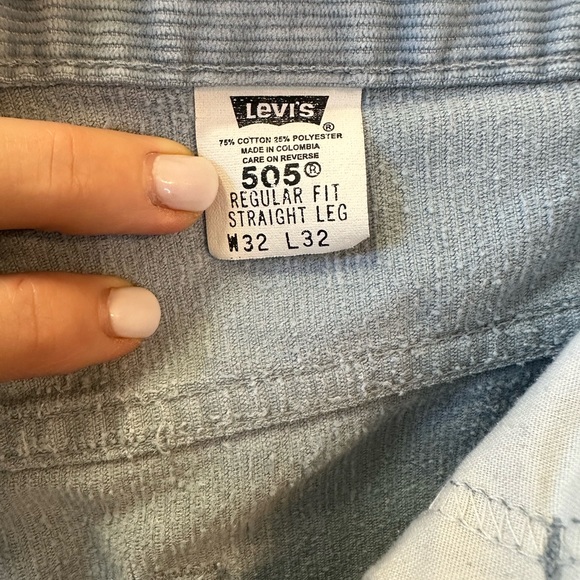 Levi's ®
75% COTTON 25% POLYESTER
MADE IN COLOMBIA
CARE ON REVERSE
505®
REGULAR FIT
STRAIGHT LEG
W32 L32